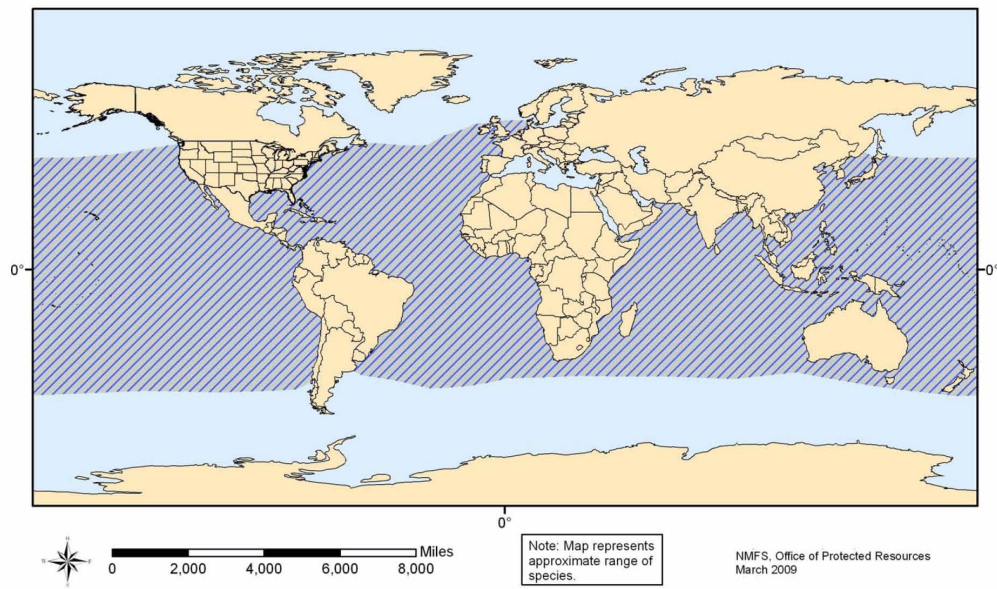 0°
0°
0°
Miles
0
2,000
4,000
6,000
8,000
Note: Map represents
approximate range of
species.
NMFS, Office of Protected Resources
March 2009
N
W
E
S